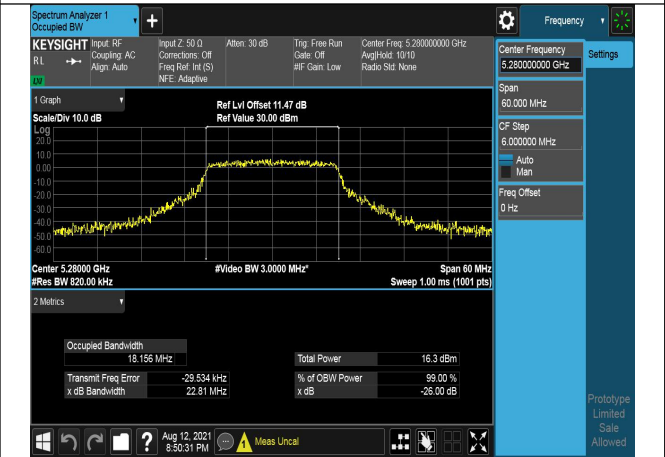 Spectrum Analyzer 1
Occupied BW
+
Frequency
KEYSIGHT
RL
LW
Input: RF
Coupling: AC
Align: Auto
Input Z: 50 Ω
Corrections: Off
Freq Ref: Int (S)
NFE: Adaptive
Atten: 30 dB
Trig: Free Run
Gate: Off
#IF Gain: Low
Center Freq: 5.280000000 GHz
Avg|Hold: 10/10
Radio Std: None
Center Frequency
5.280000000 GHz
Settings
Span
60.000 MHz
CF Step
6.000000 MHz
Auto
Man
Freq Offset
0 Hz
1 Graph
Scale/Div 10.0 dB
Ref Lvl Offset 11.47 dB
Ref Value 30.00 dBm
Log
20.0
10.0
0.00
-10.0
-20.0
-30.0
-40.0
-50.0
-60.0
Center 5.28000 GHz
#Res BW 820.00 kHz
#Video BW 3.0000 MHz*
Span 60 MHz
Sweep 1.00 ms (1001 pts)
2 Metrics
Occupied Bandwidth
18.156 MHz
Transmit Freq Error -29.534 kHz
x dB Bandwidth 22.81 MHz
Total Power 16.3 dBm
% of OBW Power 99.00 %
x dB -26.00 dB
Prototype
Limited
Sale
Allowed
?
Aug 12, 2021
8:50:31 PM
Meas Uncal